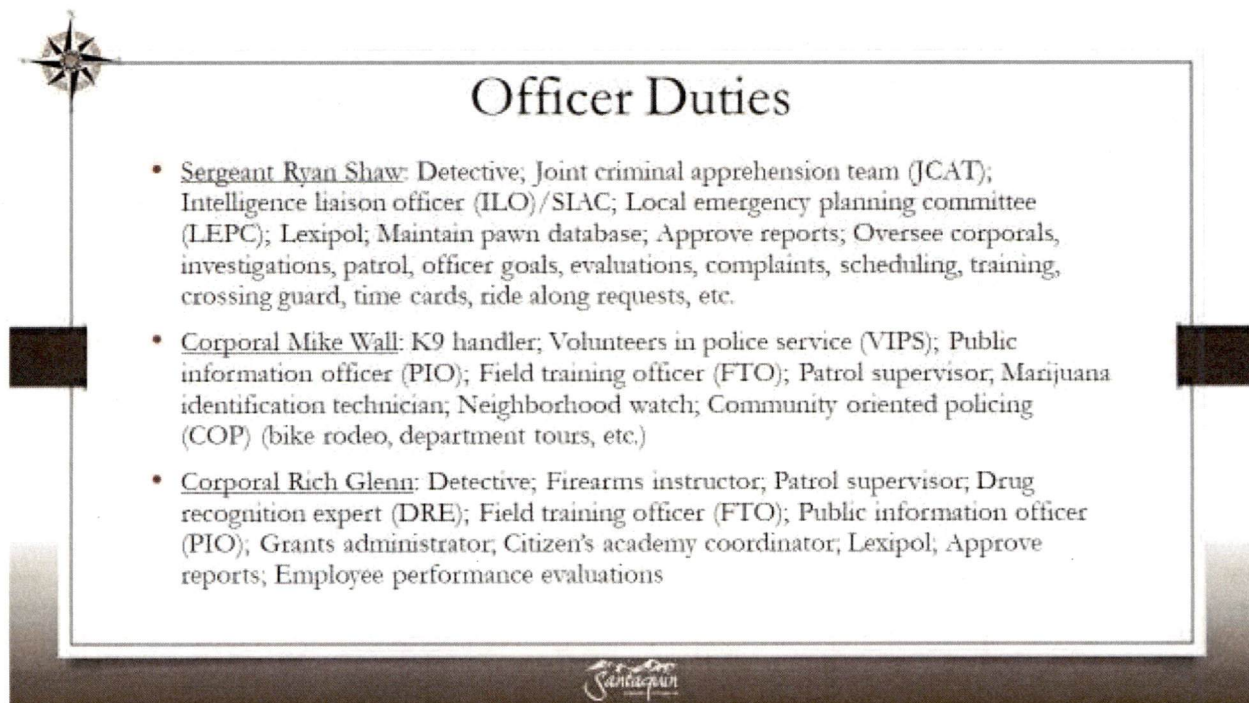 Officer Duties
• Sergeant Ryan Shaw: Detective; Joint criminal apprehension team (JCAT);
Intelligence liaison officer (ILO)/SIAC; Local emergency planning committee
(LEPC); Lexipol; Maintain pawn database; Approve reports; Oversee corporals,
investigations, patrol, officer goals, evaluations, complaints, scheduling, training,
crossing guard, time cards, ride along requests, etc.
• Corporal Mike Wall: K9 handler; Volunteers in police service (VIPS); Public
information officer (PIO); Field training officer (FTO); Patrol supervisor; Marijuana
identification technician; Neighborhood watch; Community oriented policing
(COP) (bike rodeo, department tours, etc.)
• Corporal Rich Glenn: Detective; Firearms instructor; Patrol supervisor; Drug
recognition expert (DRE); Field training officer (FTO); Public information officer
(PIO); Grants administrator; Citizen's academy coordinator; Lexipol; Approve
reports; Employee performance evaluations
Santaquin